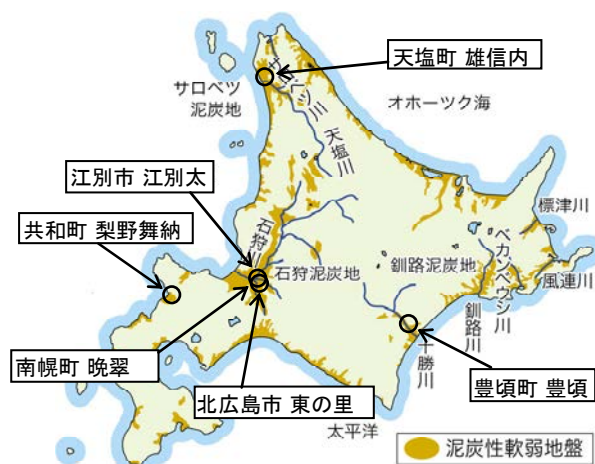 天塩町 雄信内
サロベツ川
サロベツ
泥炭地
オホーツク海
天塩川
江別市 江別太
標津川
共和町 梨野舞納
石狩川
石狩泥炭地
釧路泥炭地
ベカンベウシ川
風連川
釧路川
南幌町 晩翠
十勝川
北広島市 東の里
豊頃町 豊頃
太平洋
泥炭性軟弱地盤